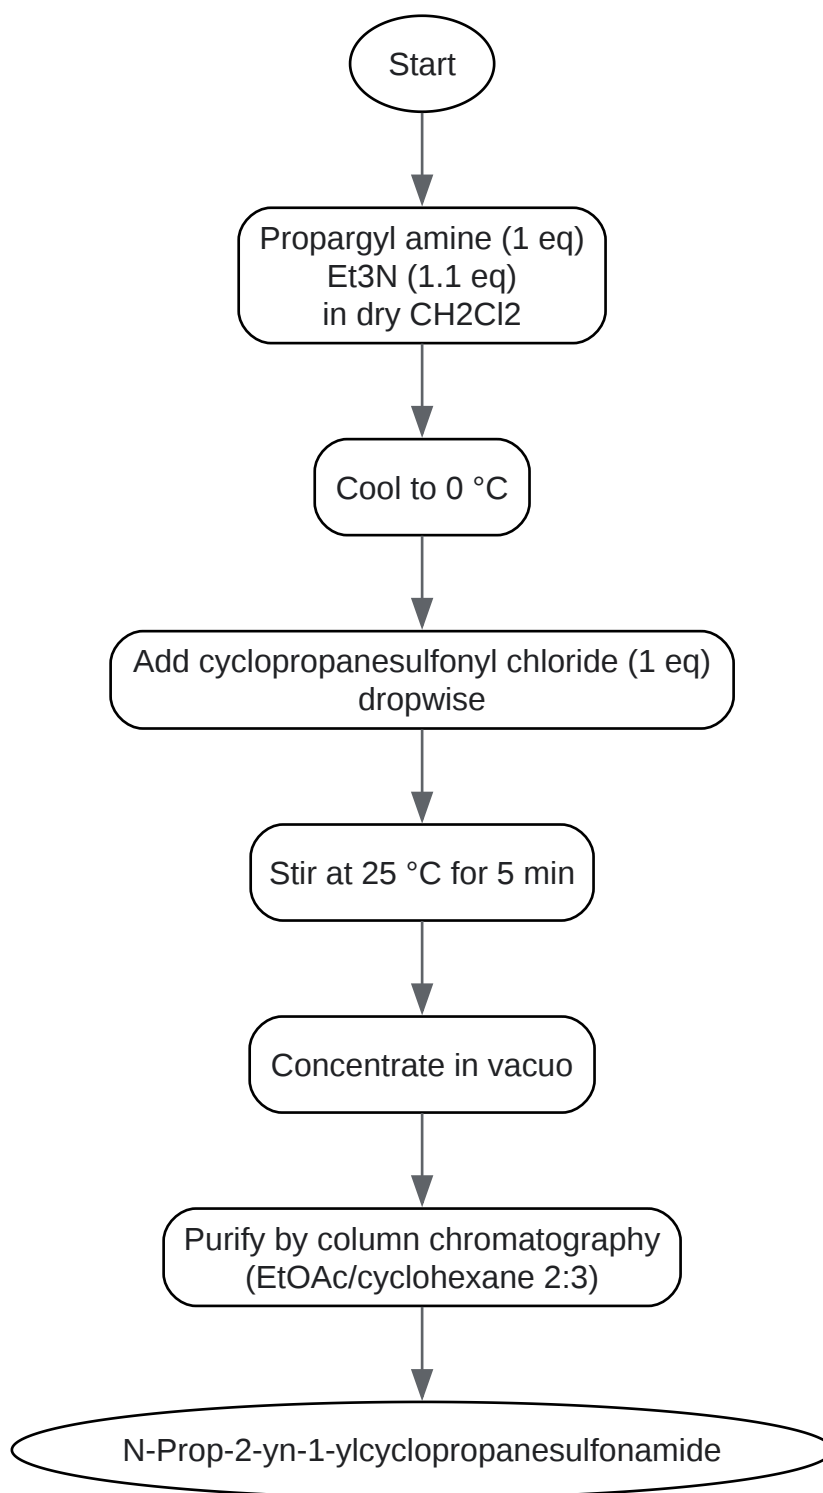 Start
Propargyl amine (1 eq)
Et3N (1.1 eq)
in dry CH2Cl2
Cool to 0 °C
Add cyclopropanesulfonyl chloride (1 eq)
dropwise
Stir at 25 °C for 5 min
Concentrate in vacuo
Purify by column chromatography
(EtOAc/cyclohexane 2:3)
N-Prop-2-yn-1-ylcyclopropanesulfonamide